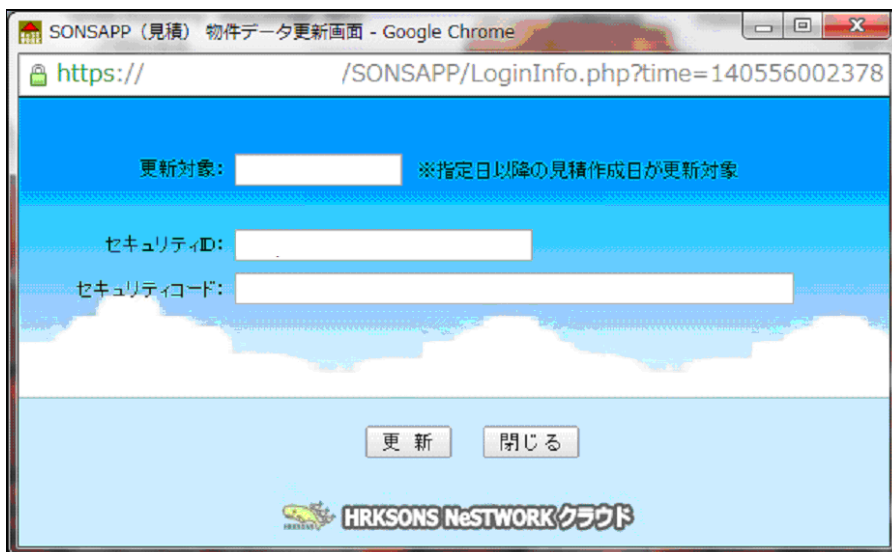 SONSAPP（見積） 物件データ更新画面 - Google Chrome
https:// /SONSAPP/LoginInfo.php?time=140556002378
更新対象： ※指定日以降の見積作成日が更新対象
セキュリティID：
セキュリティコード：
更 新 閉じる
HRKSONS NeSTWORK クラウド